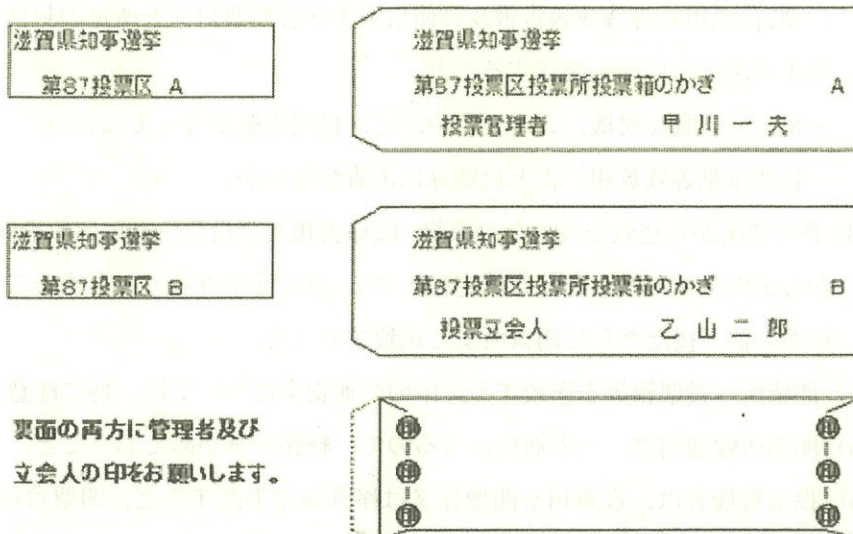 滋賀県知事選挙
第87投票区 A
滋賀県知事選挙
第87投票区投票所投票箱のかぎ A
投票管理者 早川一夫
滋賀県知事選挙
第87投票区 B
滋賀県知事選挙
第87投票区投票所投票箱のかぎ B
投票立会人 乙山二郎
裏面の両方に管理者及び
立会人の印をお願いします。
印 印
印 印
印 印